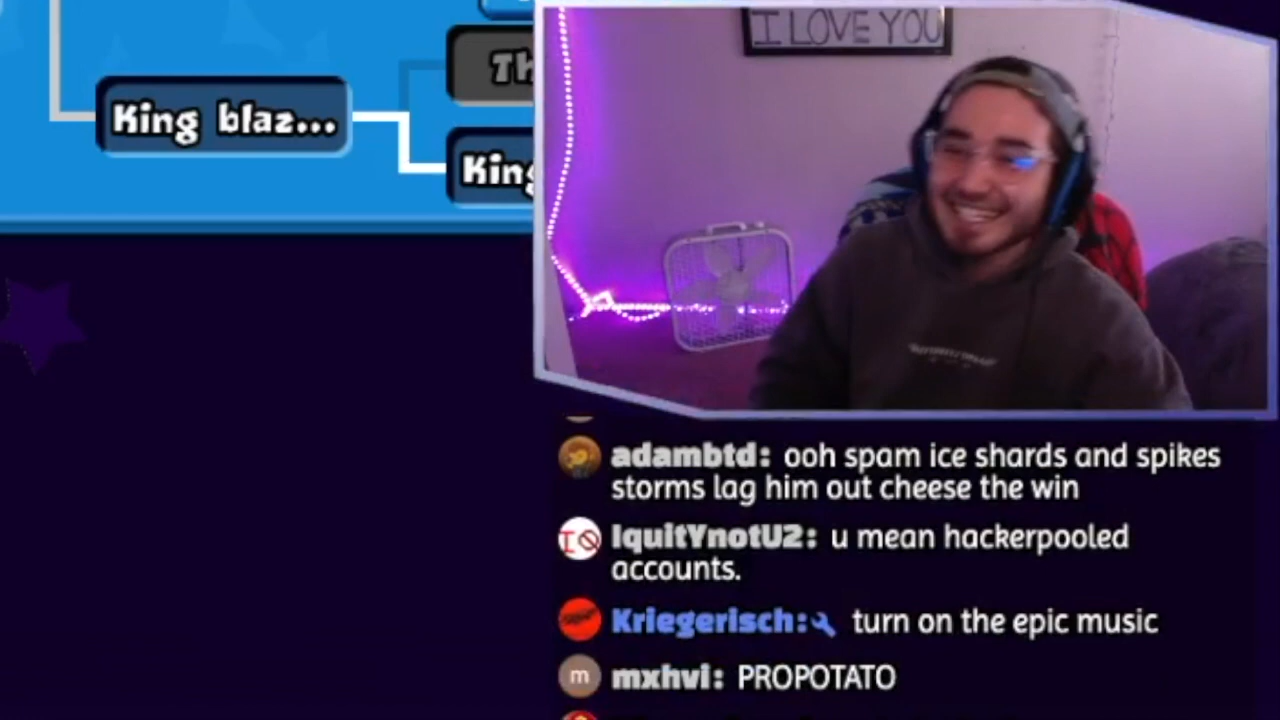 I LOVE YOU
Th
King blaz...
King
adambtd: ooh spam ice shards and spikes
storms lag him out cheese the win
IquitYnotU2: u mean hackerpooled
accounts.
Kriegerisch: turn on the epic music
m mxhvi: PROPOTATO